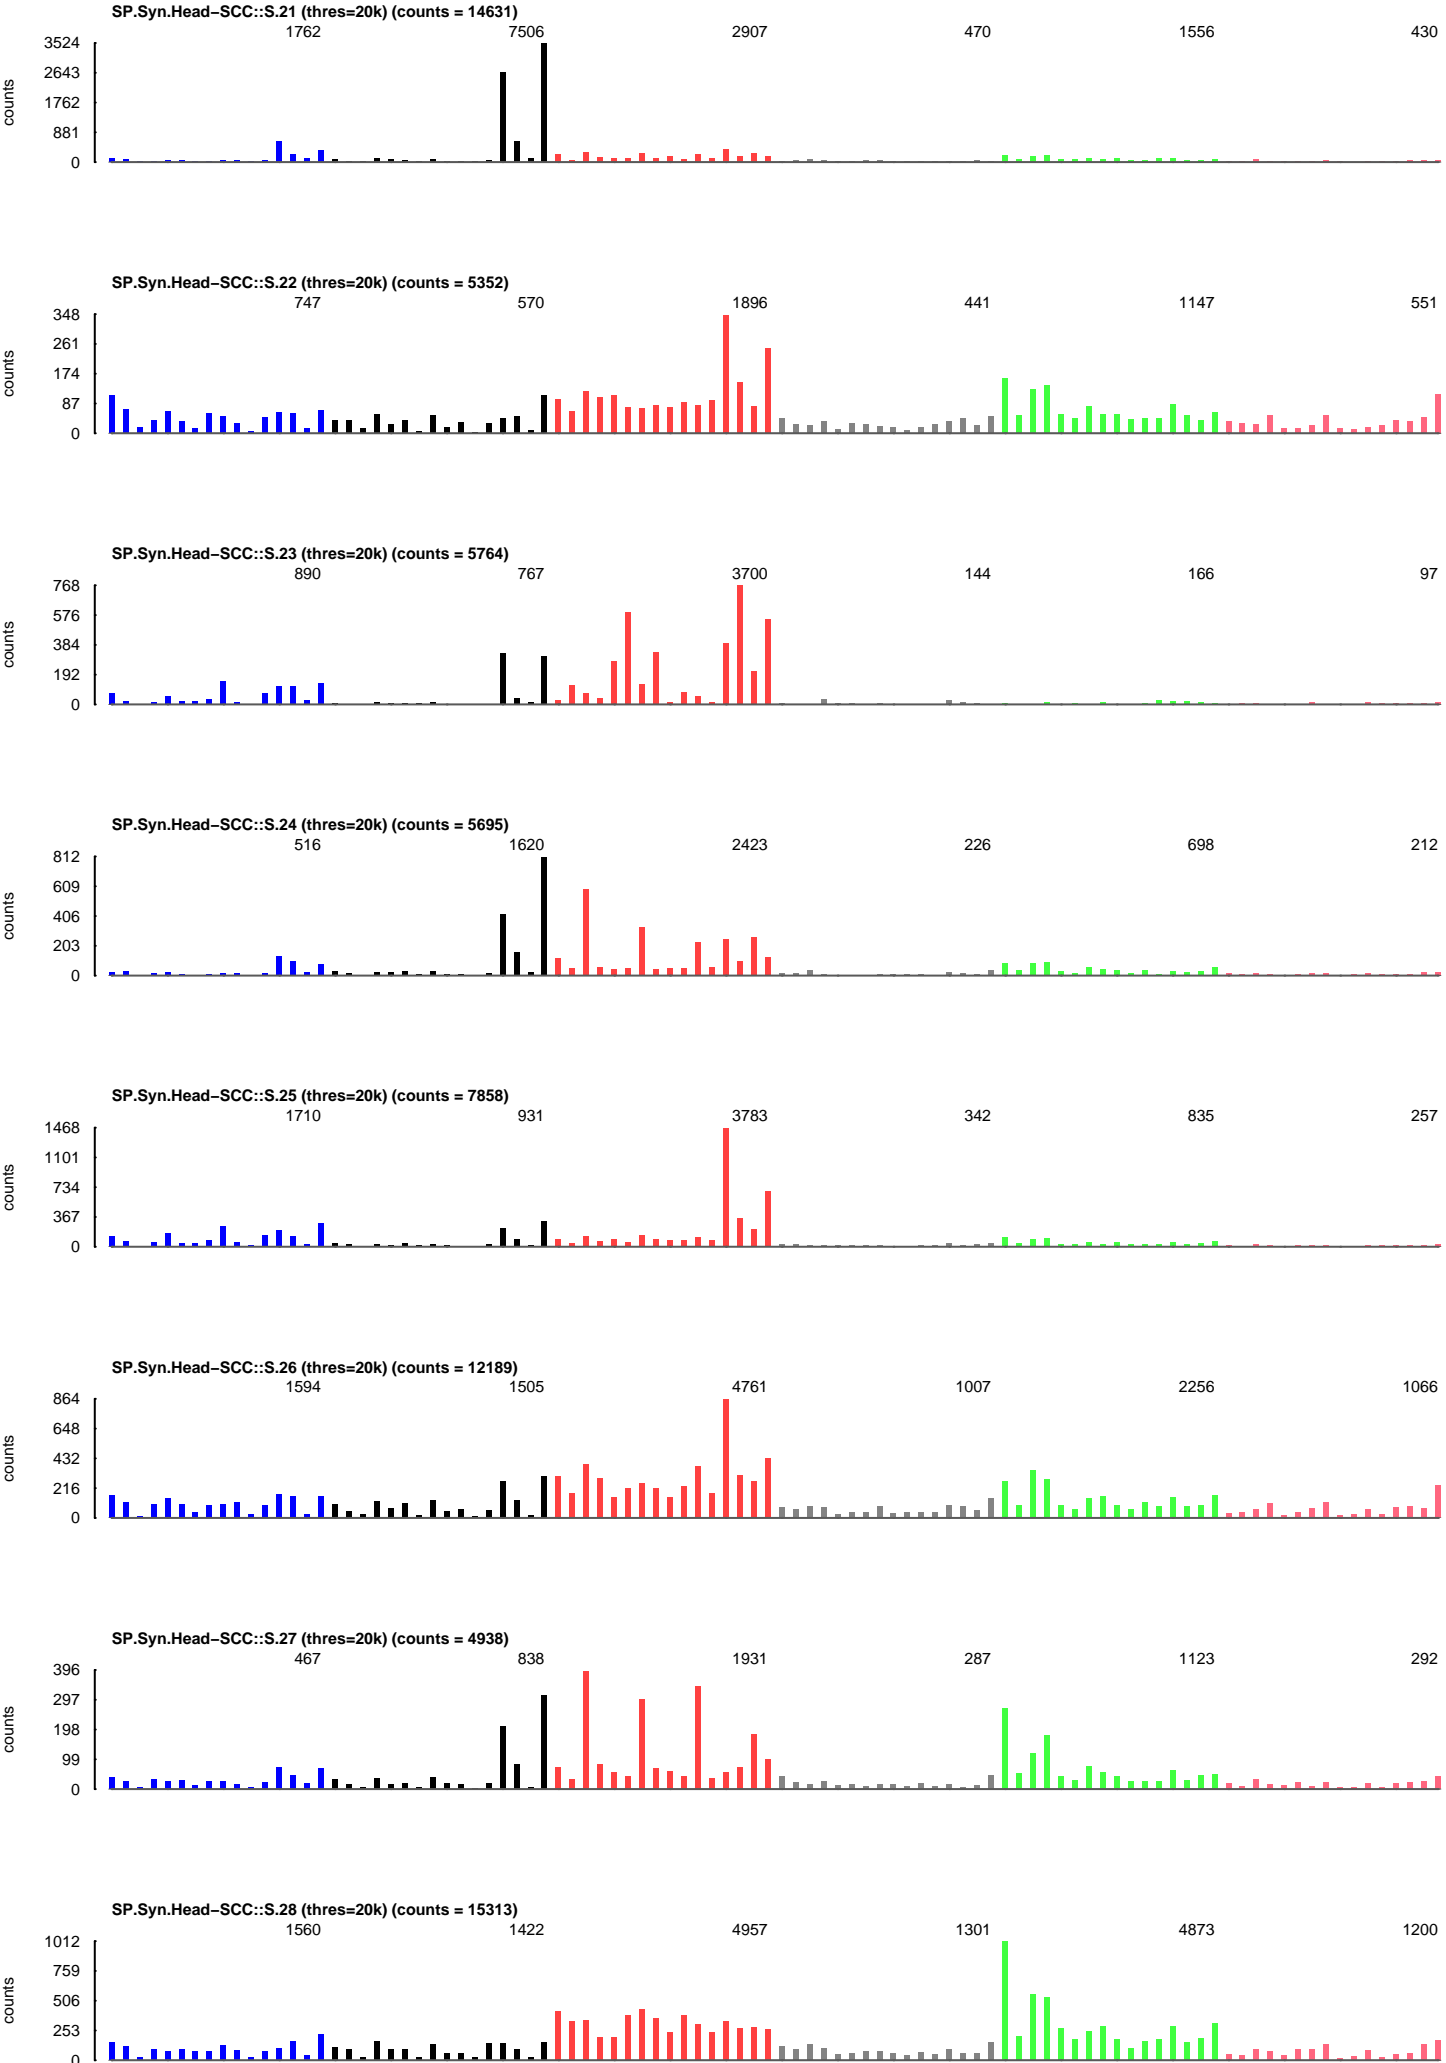 SP.Syn.Head−SCC::S.21 (thres=20k) (counts = 14631)
1762 7506 2907 470 1556 430
3524
2643
1762
881
0
counts
SP.Syn.Head−SCC::S.22 (thres=20k) (counts = 5352)
747 570 1896 441 1147 551
348
261
174
87
0
counts
SP.Syn.Head−SCC::S.23 (thres=20k) (counts = 5764)
890 767 3700 144 166 97
768
576
384
192
0
counts
SP.Syn.Head−SCC::S.24 (thres=20k) (counts = 5695)
516 1620 2423 226 698 212
812
609
406
203
0
counts
SP.Syn.Head−SCC::S.25 (thres=20k) (counts = 7858)
1710 931 3783 342 835 257
1468
1101
734
367
0
counts
SP.Syn.Head−SCC::S.26 (thres=20k) (counts = 12189)
1594 1505 4761 1007 2256 1066
864
648
432
216
0
counts
SP.Syn.Head−SCC::S.27 (thres=20k) (counts = 4938)
467 838 1931 287 1123 292
396
297
198
99
0
counts
SP.Syn.Head−SCC::S.28 (thres=20k) (counts = 15313)
1560 1422 4957 1301 4873 1200
1012
759
506
253
0
counts